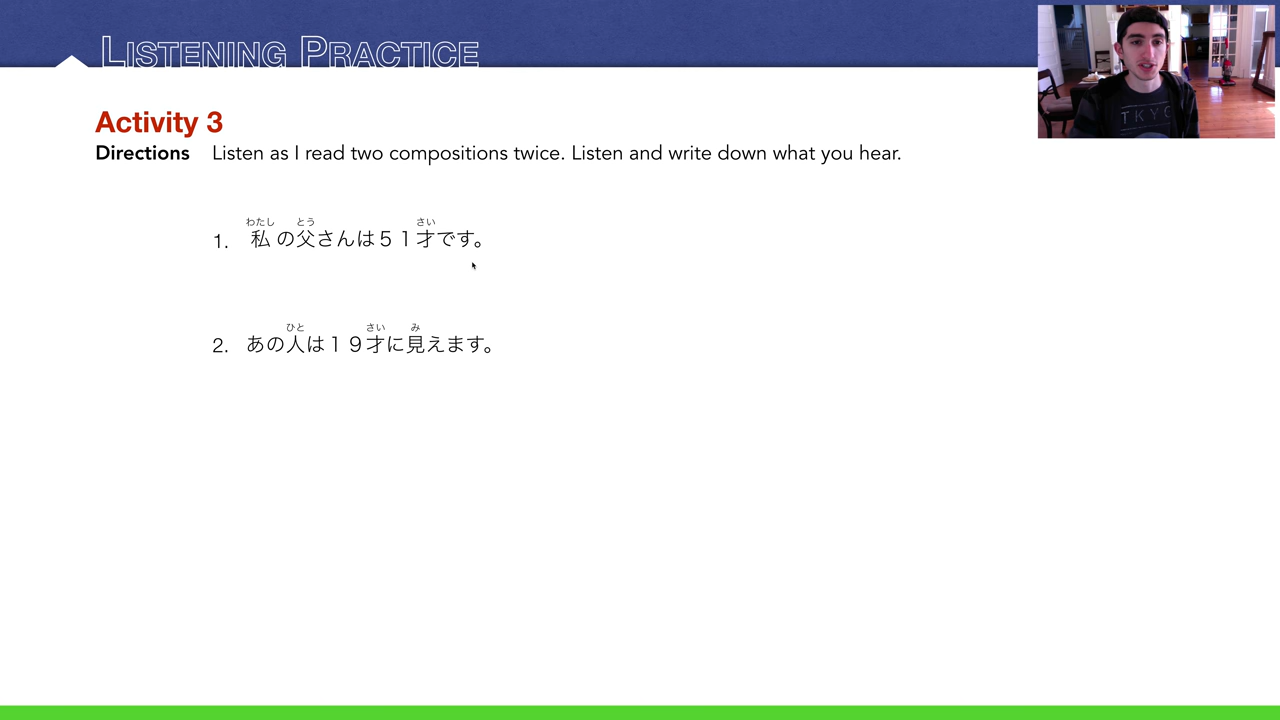 LISTENING PRACTICE
Activity 3
Directions Listen as I read two compositions twice. Listen and write down what you hear.
わたし とう さい
1. 私の父さんは５１才です。
ひと さい み
2. あの人は１９才に見えます。
TKYO